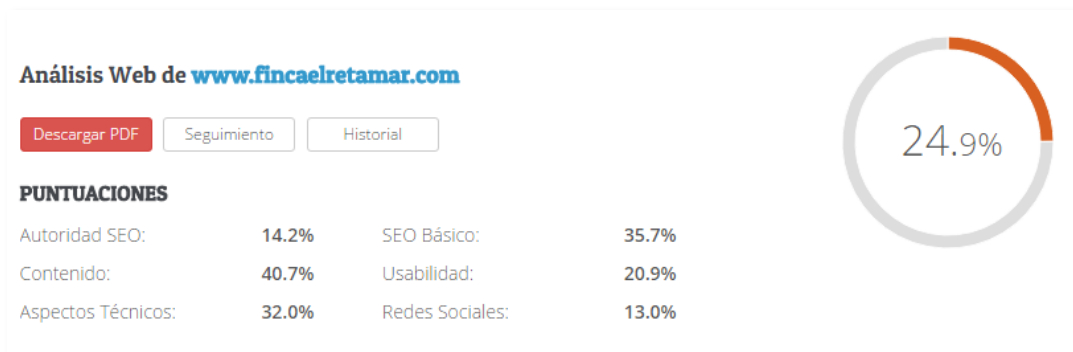 Análisis Web de www.fincaelretamar.com
Descargar PDF Seguimiento Historial
24.9%
PUNTUACIONES
Autoridad SEO: 14.2% SEO Básico: 35.7%
Contenido: 40.7% Usabilidad: 20.9%
Aspectos Técnicos: 32.0% Redes Sociales: 13.0%